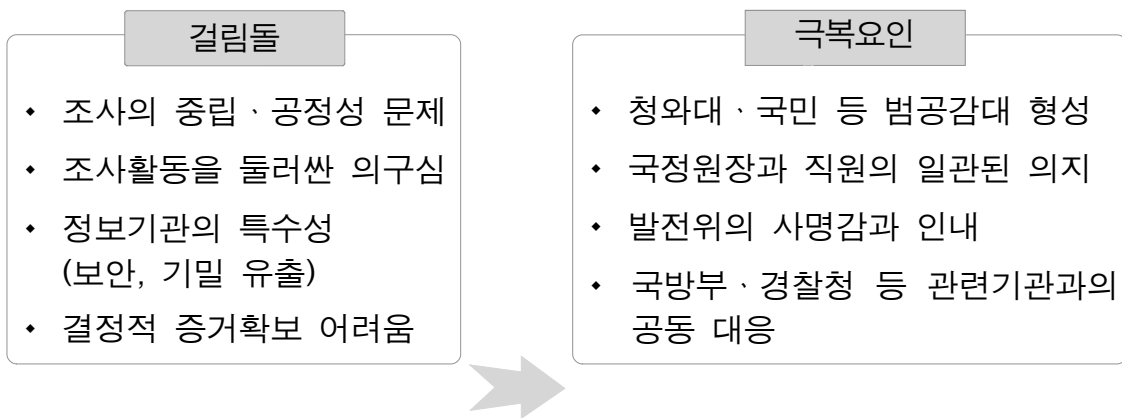 걸림돌
• 조사의 중립·공정성 문제
• 조사활동을 둘러싼 의구심
• 정보기관의 특수성
(보안, 기밀 유출)
• 결정적 증거확보 어려움
극복요인
• 청와대·국민 등 범공감대 형성
• 국정원장과 직원의 일관된 의지
• 발전위의 사명감과 인내
• 국방부·경찰청 등 관련기관과의
공동 대응